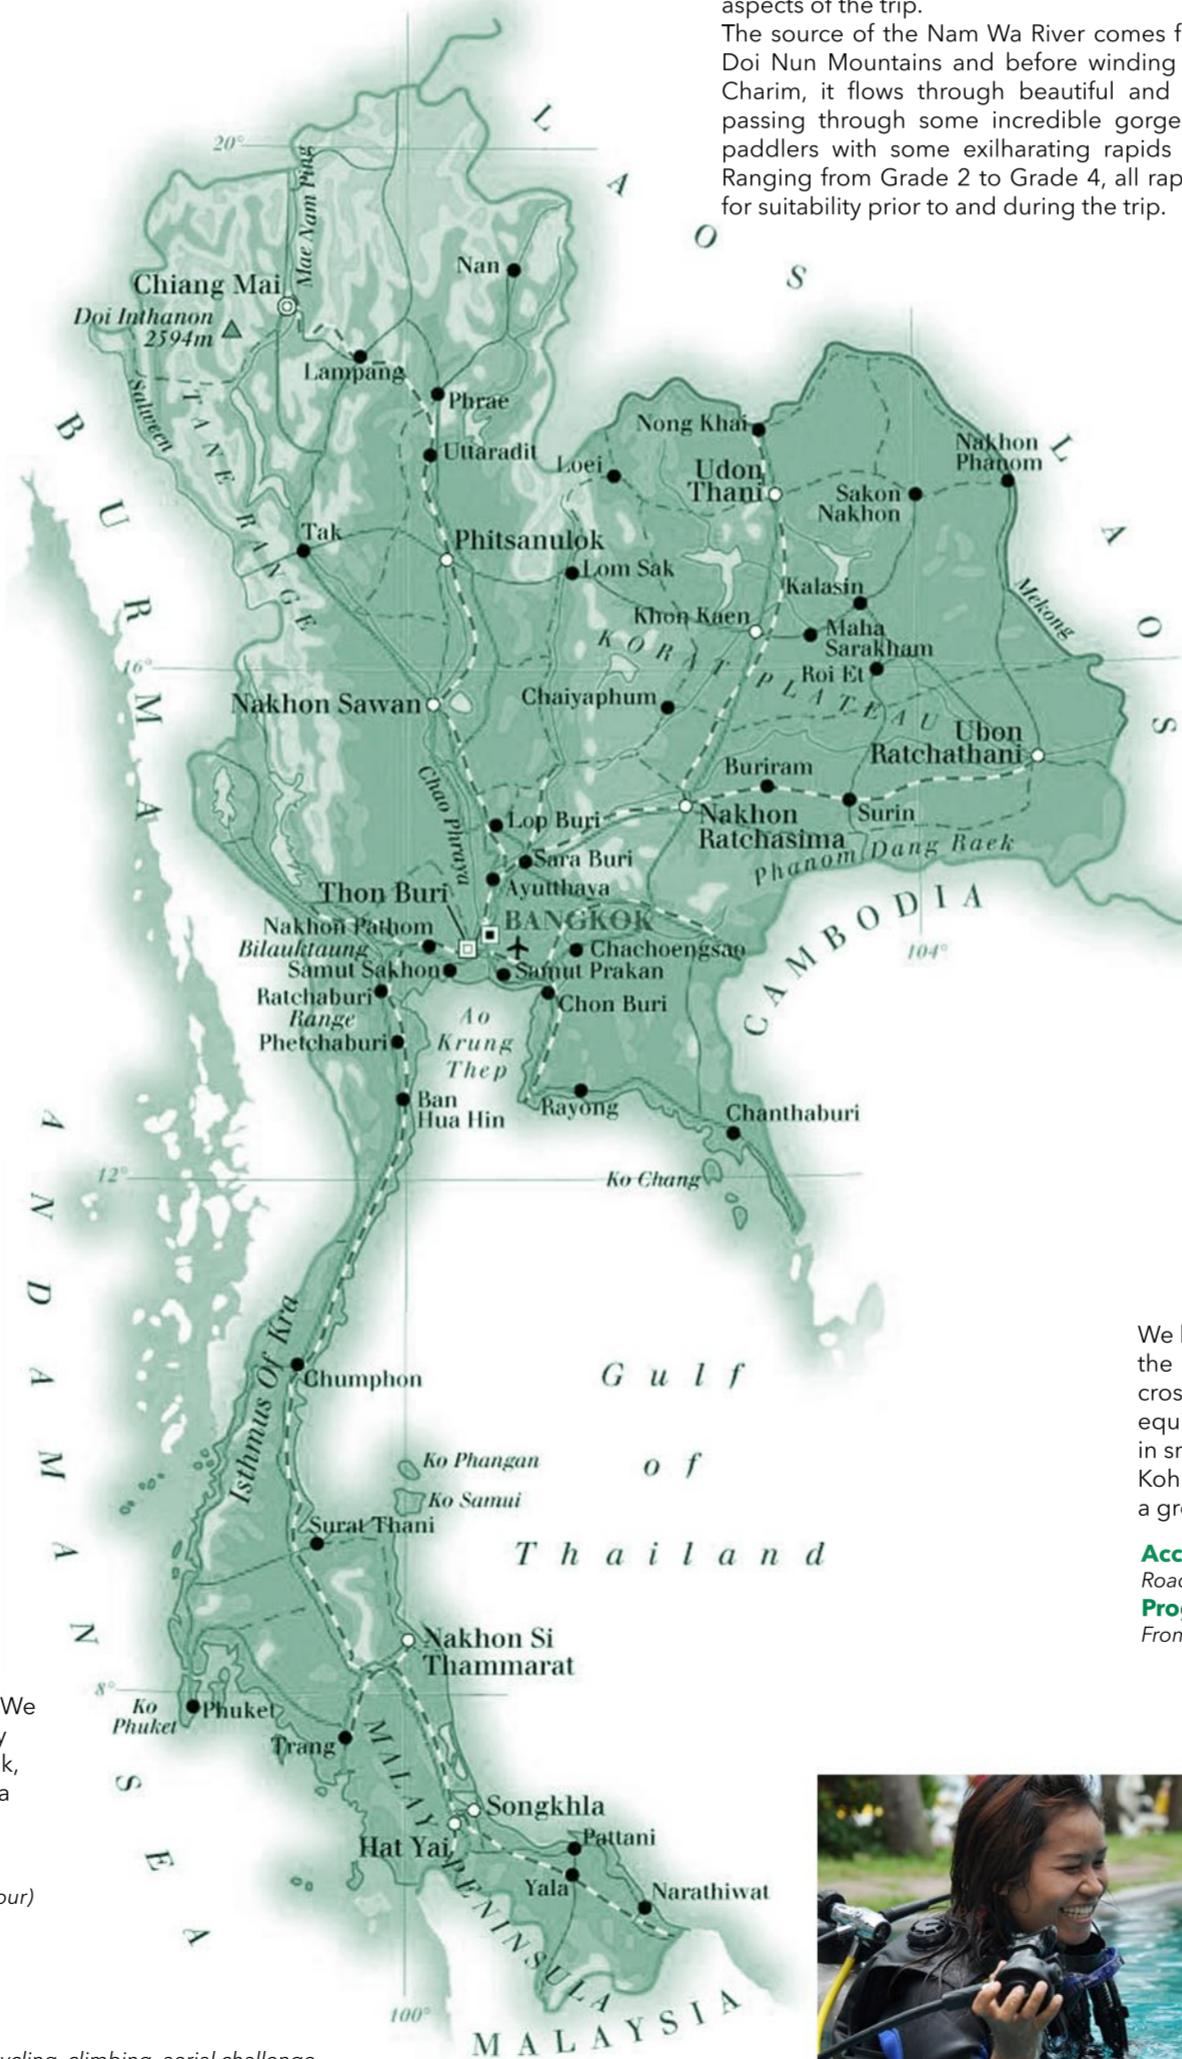 aspects of the trip.
The source of the Nam Wa River comes f
Doi Nun Mountains and before winding
Charim, it flows through beautiful and
passing through some incredible gorge
paddlers with some exilharating rapids
Ranging from Grade 2 to Grade 4, all rap
for suitability prior to and during the trip.
LAOS
20°
Mae Nam Ping
Nan
Chiang Mai
Doi Inthanon
2594m
Lampang
Phrae
Salween
TANE RANGE
BURMA
Uttaradit
Loei
Nong Khai
Udon
Thani
Nakhon
Phanom
LAOS
Sakon
Nakhon
Tak
Phitsanulok
Lom Sak
Kalasin
Mekong
Khon Kaen
Maha
Sarakham
KORAT PLATEAU
Roi Et
16°
Nakhon Sawan
Chaiyaphum
Ubon
Ratchathani
Buriram
Chao Phraya
Lop Buri
Nakhon
Ratchasima
Surin
Phanom Dang Raek
Sara Buri
Ayutthaya
Thon Buri
BANGKOK
CAMBODIA
104°
Nakhon Pathom
Bilauktaung
Chachoengsao
Samut Sakhon
Samut Prakan
Ratchaburi
Range
Chon Buri
Ao
Krung
Thep
Phetchaburi
Ban
Hua Hin
Rayong
Chanthaburi
12°
Ko Chang
ANDAMAN SEA
Isthmus Of Kra
Chumphon
Gulf
of
Thailand
Ko Phangan
Ko Samui
Surat Thani
We
the
cros
equ
in sr
Koh
a gr
Acc
Road
Prog
From
Nakhon Si
Thammarat
8°
Ko
Phuket
Phuket
Trang
We
y
k,
a
MALAY PENINSULA
Songkhla
Hat Yai
Pattani
Yala
Narathiwat
our)
100°
MALAYSIA
ycling, climbing, aerial challenge